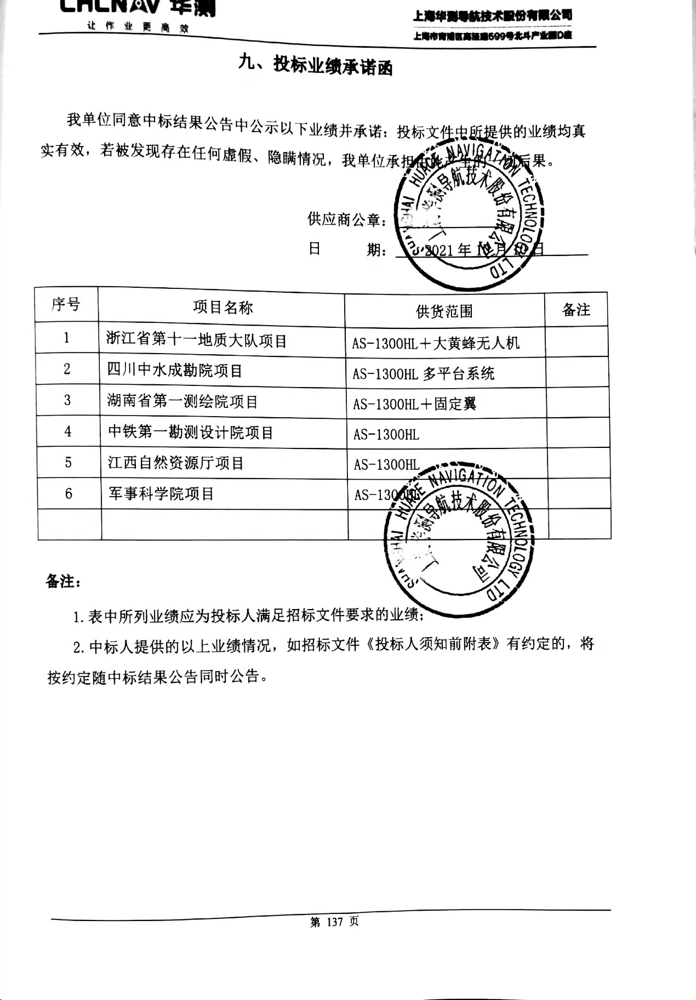 CHCNAV 华测
让作业更高效
上海华测导航技术股份有限公司
上海市青浦区高泾路599号北斗产业园D座
九、投标业绩承诺函
我单位同意中标结果公告中公示以下业绩并承诺：投标文件中所提供的业绩均真
实有效，若被发现存在任何虚假、隐瞒情况，我单位承担由此产生的一切后果。
供应商公章：
日 期： 2021 年 10 月 日
SHANGHAI HUACE NAVIGATION TECHNOLOGY LTD
上海华测导航技术股份有限公司
序号 项目名称 供货范围 备注
1 浙江省第十一地质大队项目 AS-1300HL＋大黄蜂无人机
2 四川中水成勘院项目 AS-1300HL 多平台系统
3 湖南省第一测绘院项目 AS-1300HL＋固定翼
4 中铁第一勘测设计院项目 AS-1300HL
5 江西自然资源厅项目 AS-1300HL
6 军事科学院项目 AS-1300HL
SHANGHAI HUACE NAVIGATION TECHNOLOGY LTD
上海华测导航技术股份有限公司
备注：
1. 表中所列业绩应为投标人满足招标文件要求的业绩；
2. 中标人提供的以上业绩情况，如招标文件《投标人须知前附表》有约定的，将
按约定随中标结果公告同时公告。
第 137 页